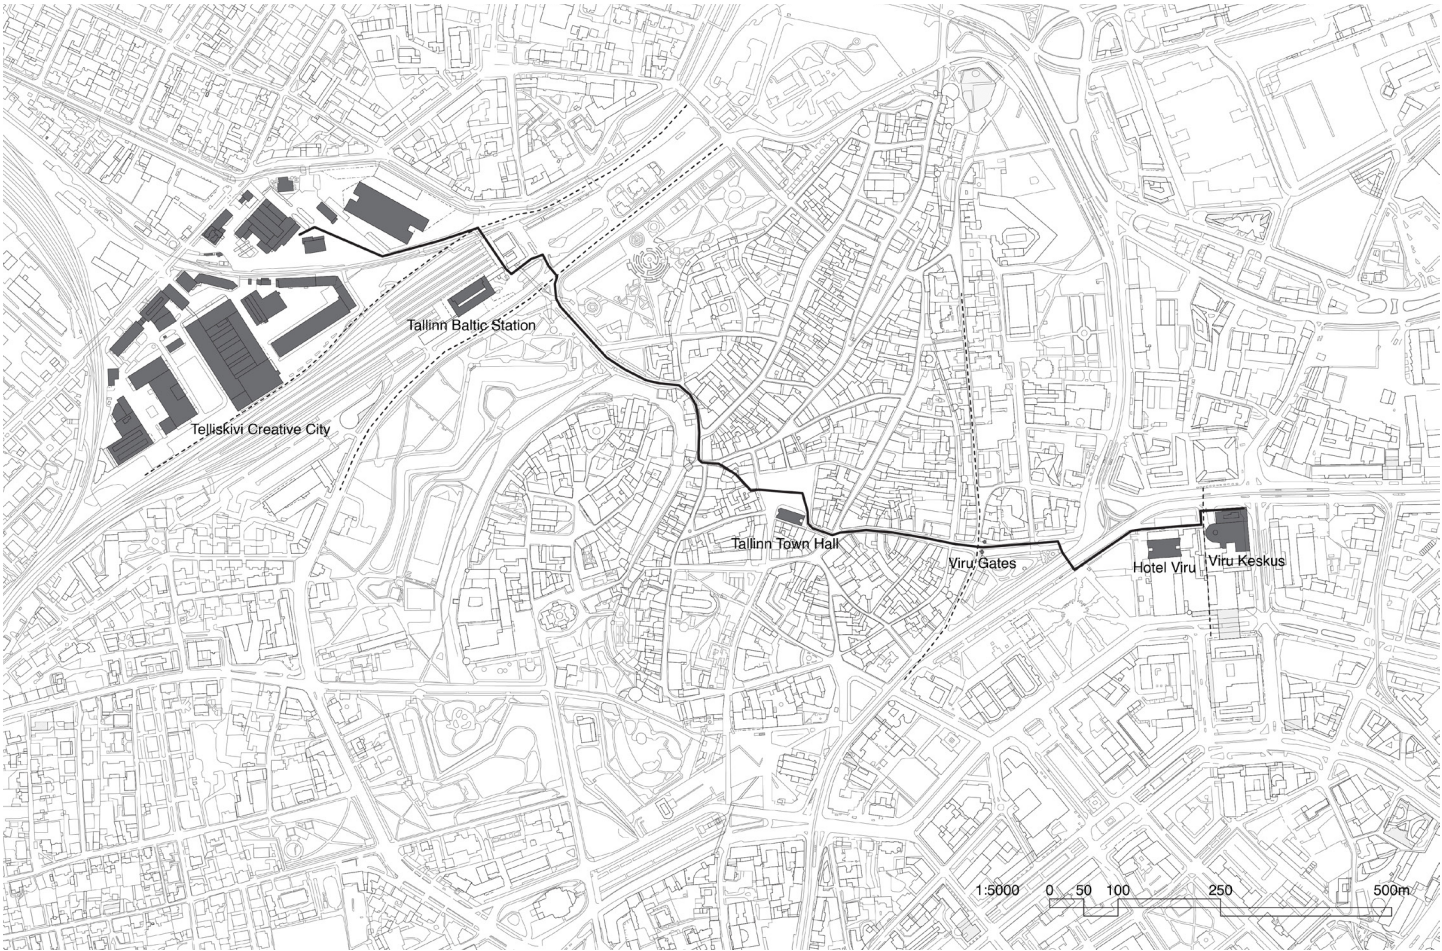 Tallinn Baltic Station
Telliskivi Creative City
Tallinn Town Hall
Viru Gates
Hotel Viru
Viru Keskus
1:5000 0 50 100 250 500m